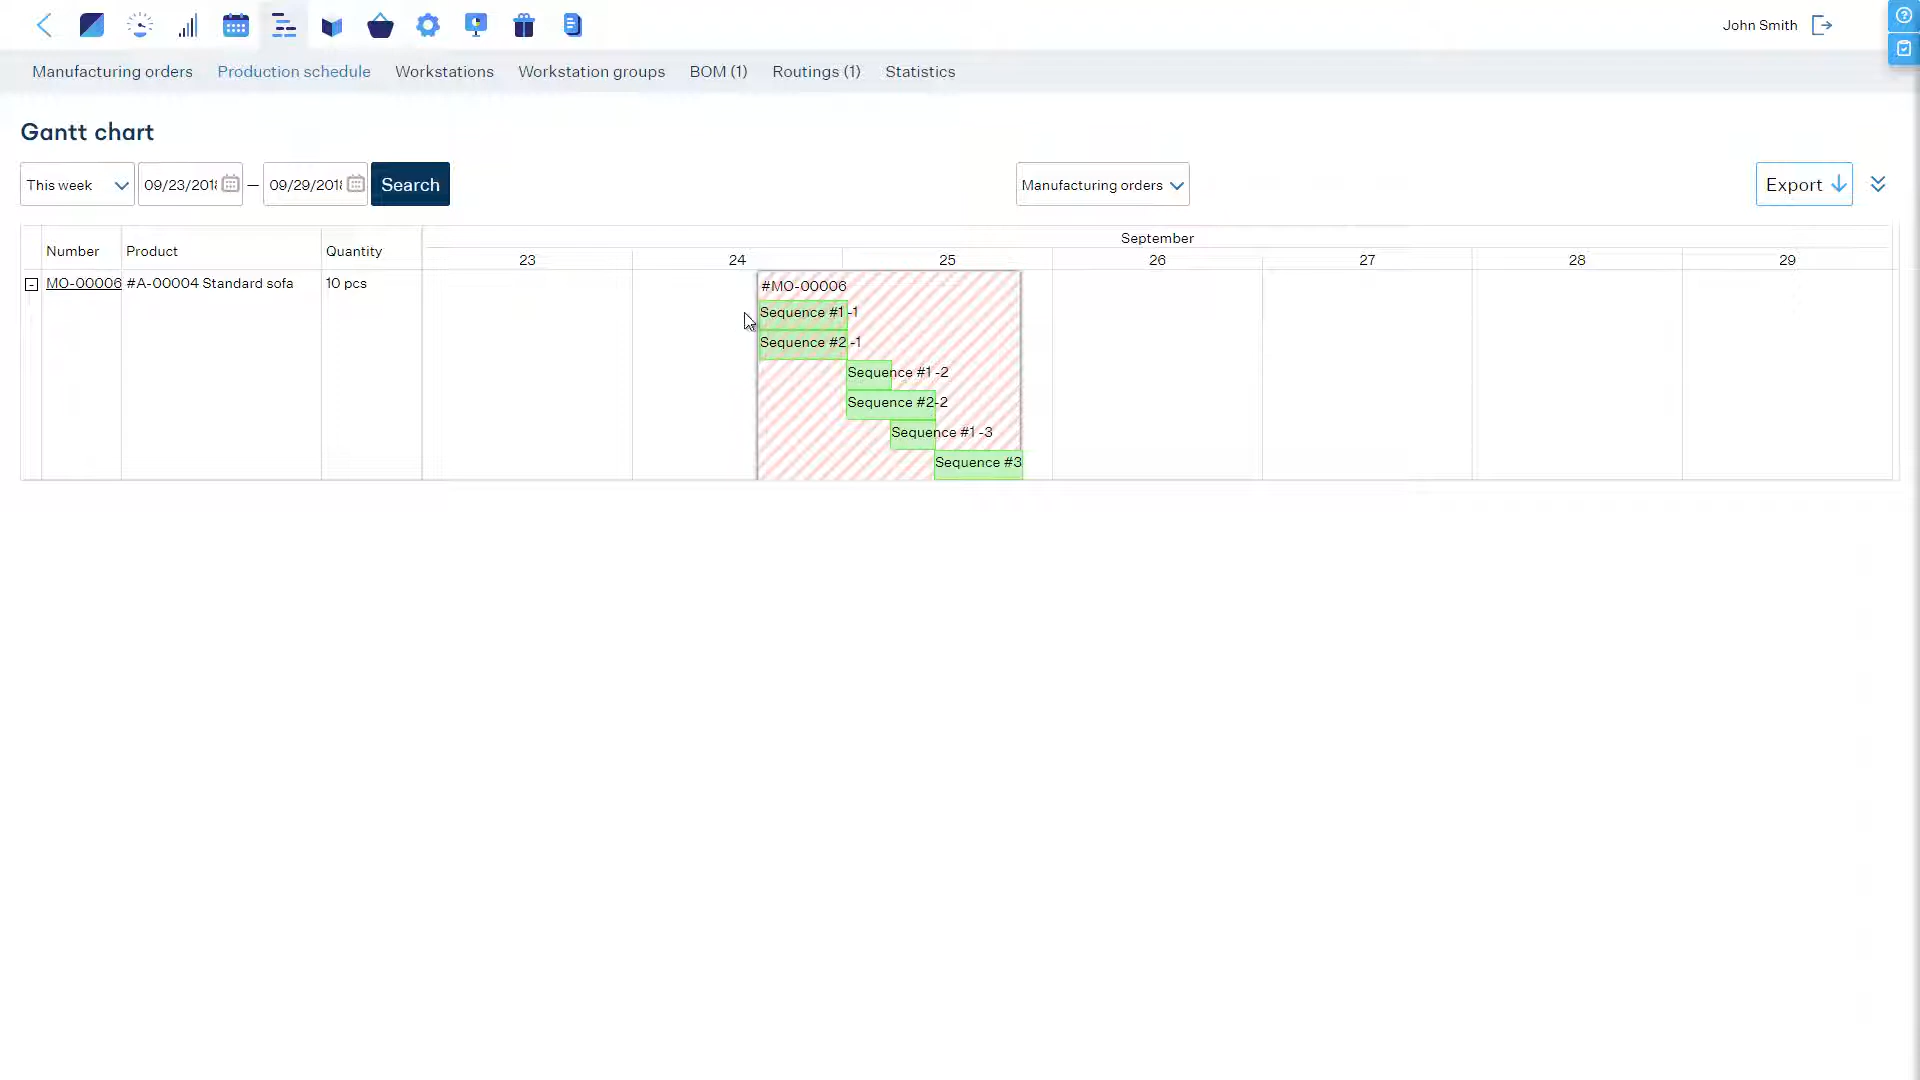 John Smith
Manufacturing orders Production schedule Workstations Workstation groups BOM (1) Routings (1) Statistics
Gantt chart
This week 09/23/201 — 09/29/201 Search Manufacturing orders Export
Number Product Quantity September
23 24 25 26 27 28 29
MO-00006 #A-00004 Standard sofa 10 pcs
#MO-00006
Sequence #1 -1
Sequence #2 -1
Sequence #1 -2
Sequence #2-2
Sequence #1 -3
Sequence #3